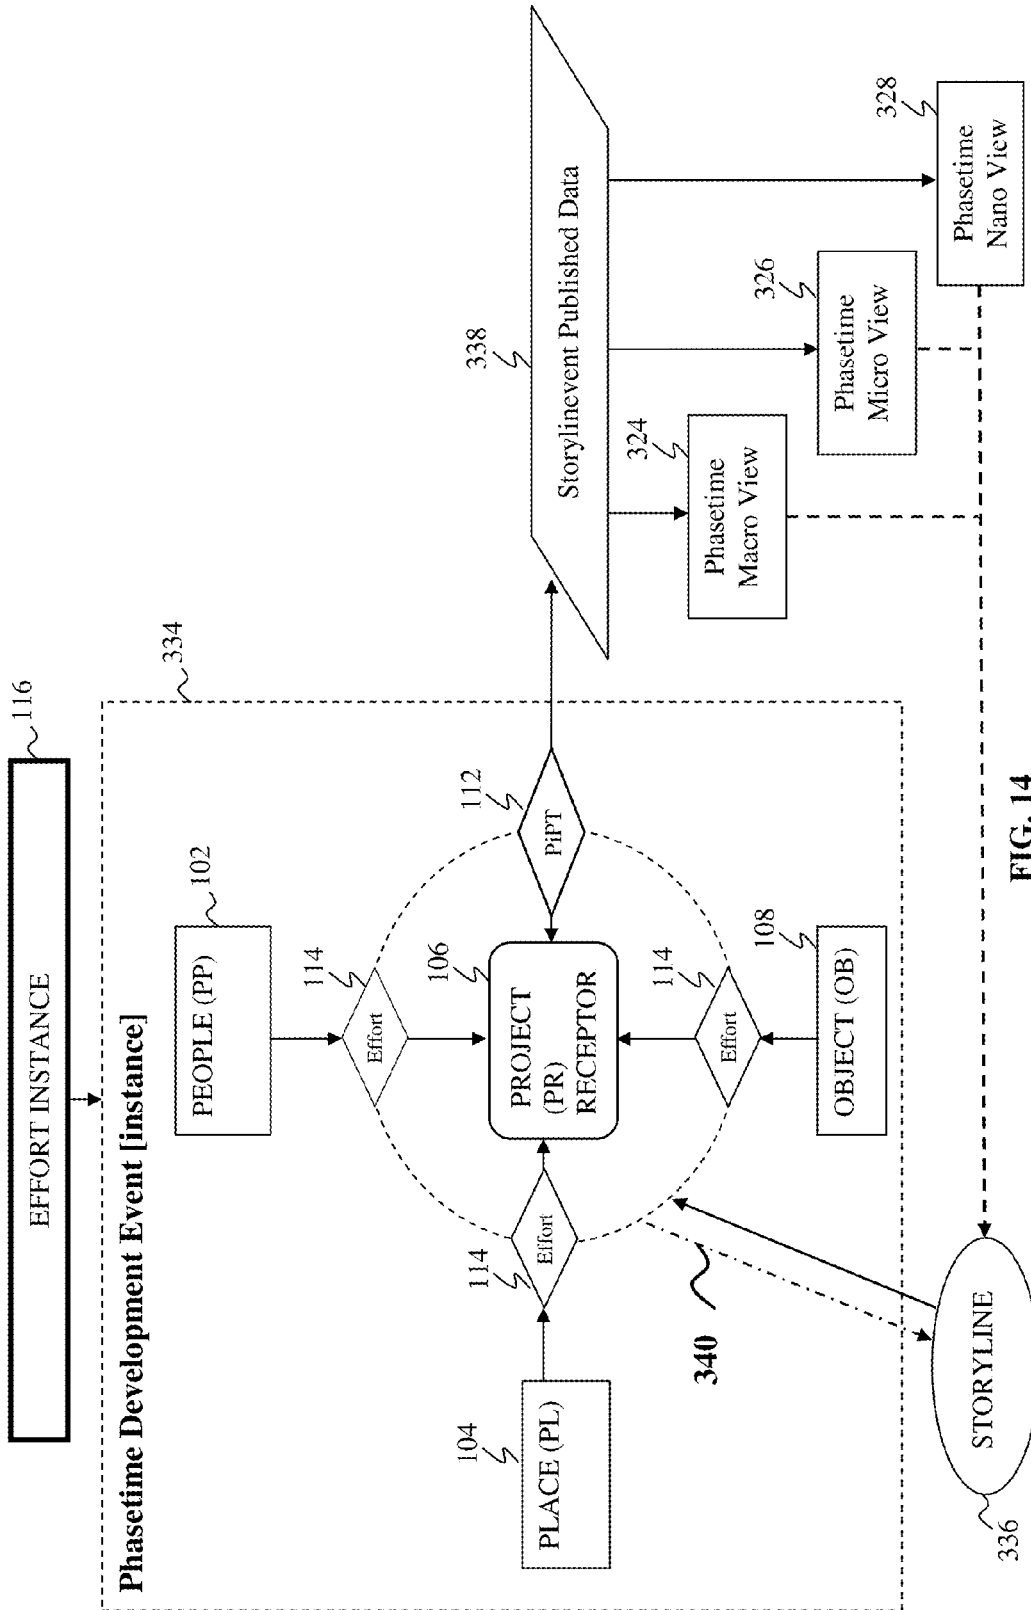 EFFORT INSTANCE
116
Phasetime Development Event [instance]
334
PEOPLE (PP)
102
114
Effort
PLACE (PL)
104
114
Effort
PROJECT
(PR)
RECEPTOR
106
PiPT
112
114
Effort
OBJECT (OB)
108
340
STORYLINE
336
338
Storylinevent Published Data
324
Phasetime
Macro View
326
Phasetime
Micro View
328
Phasetime
Nano View
FIG. 14